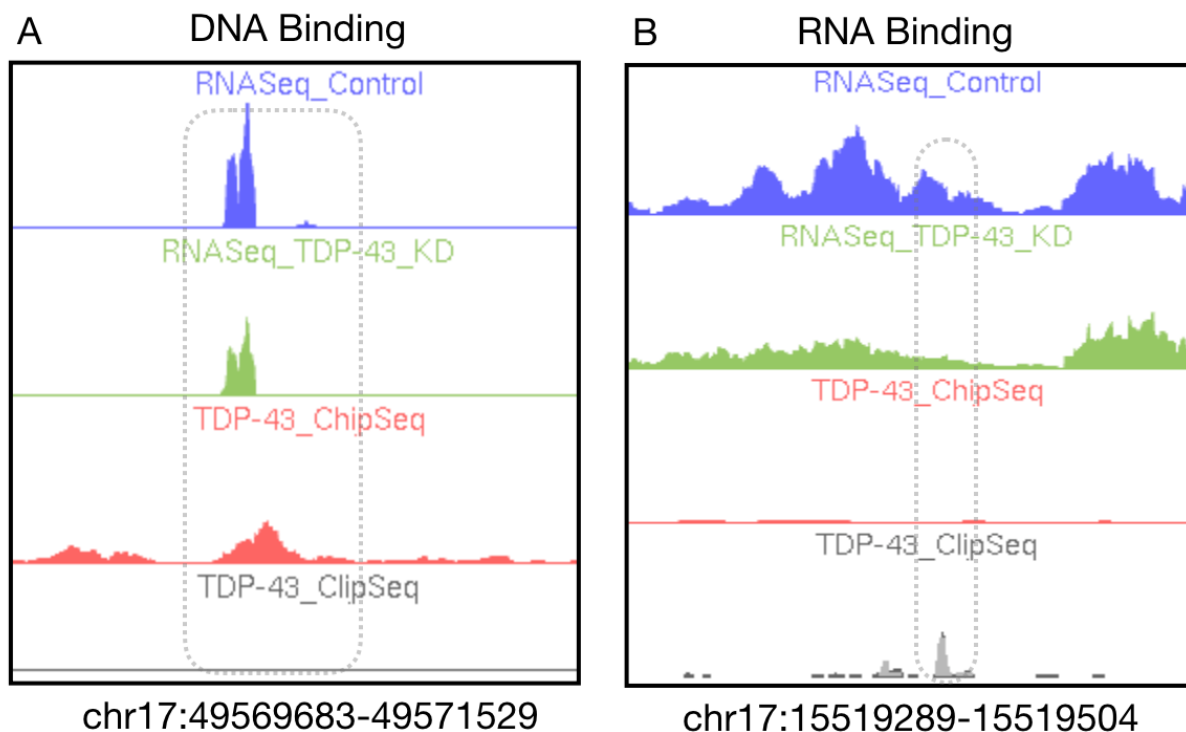 A
DNA Binding
RNASeq_Control
RNASeq_TDP-43_KD
TDP-43_ChipSeq
TDP-43_ClipSeq
chr17:49569683-49571529
B
RNA Binding
RNASeq_Control
RNASeq_TDP-43_KD
TDP-43_ChipSeq
TDP-43_ClipSeq
chr17:15519289-15519504